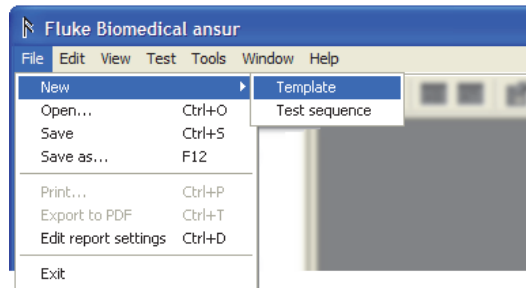 Fluke Biomedical ansur
File Edit View Test Tools Window Help
New
Template
Open... Ctrl+O
Test sequence
Save Ctrl+S
Save as... F12
Print... Ctrl+P
Export to PDF Ctrl+T
Edit report settings Ctrl+D
Exit